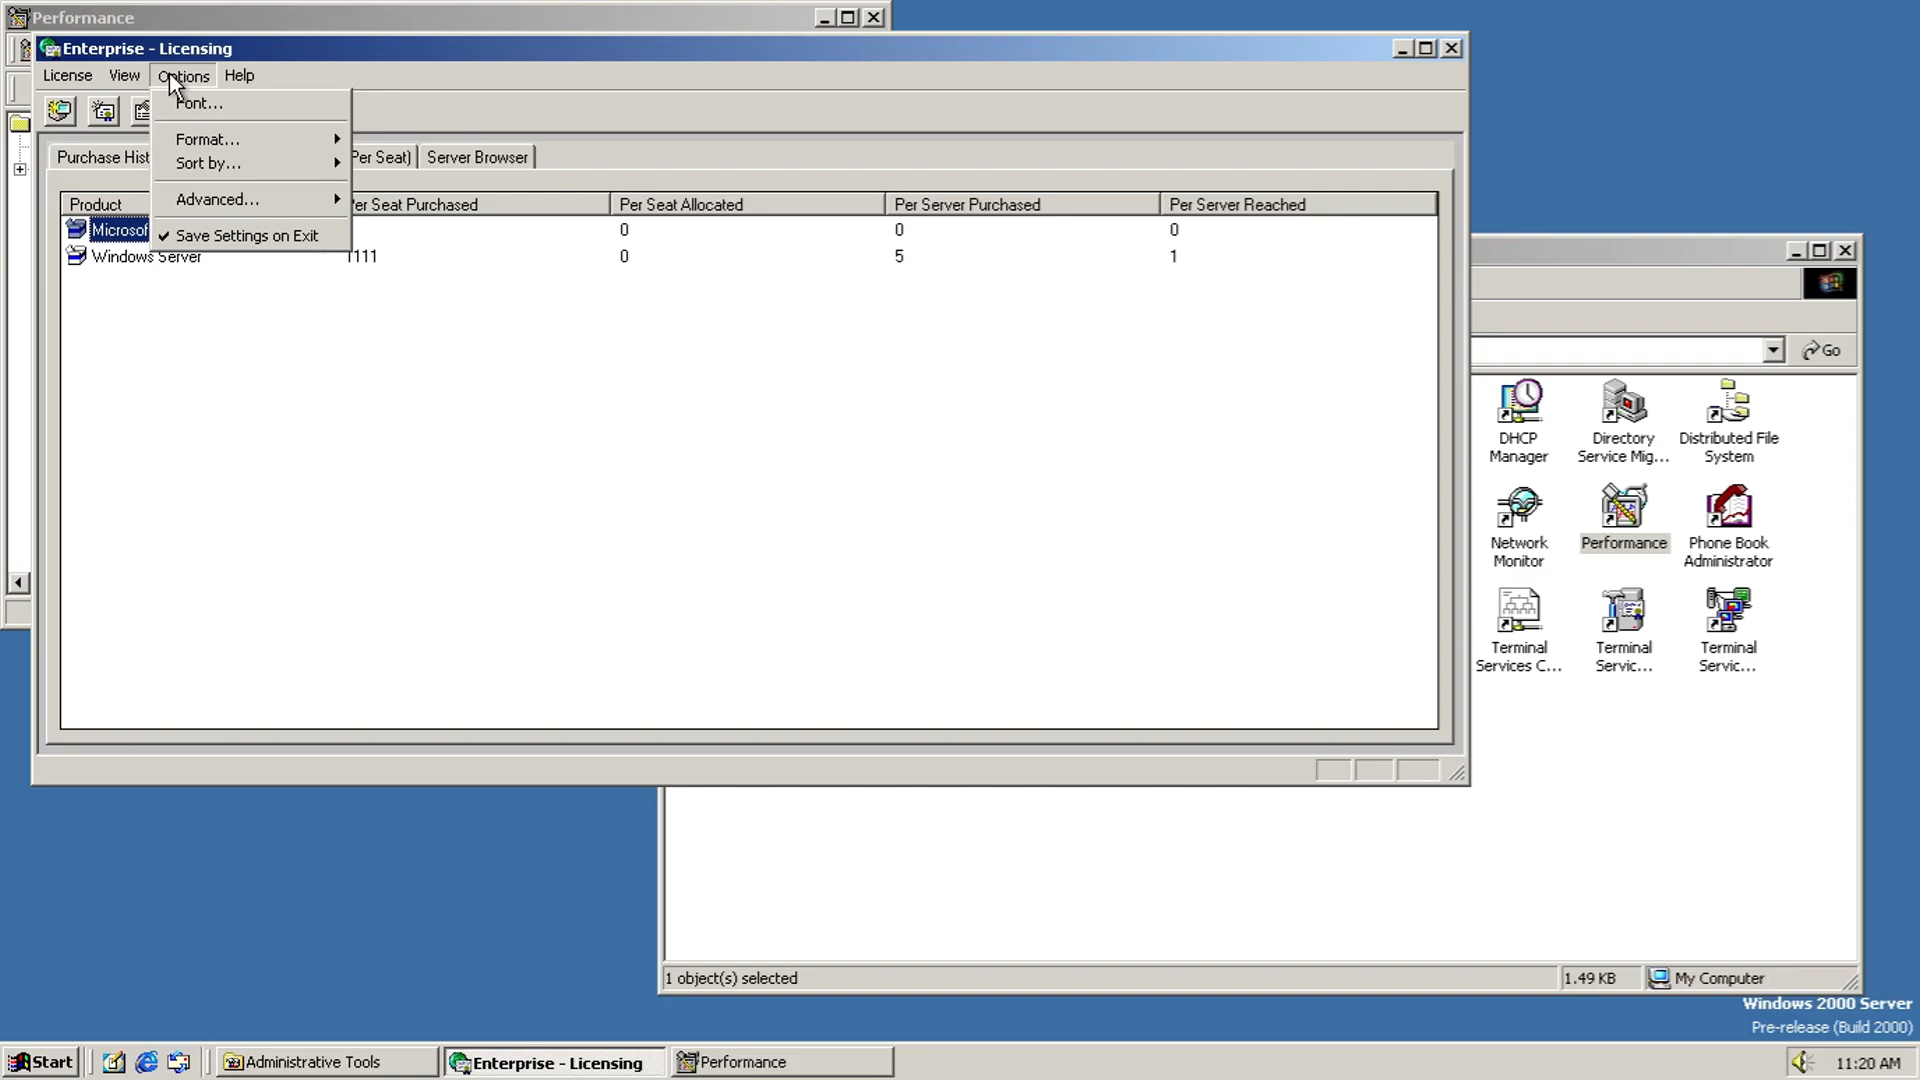 Performance
Enterprise - Licensing
License View Options Help
Font...
Format...
Sort by...
Advanced...
Save Settings on Exit
Purchase Hist
Per Seat)
Server Browser
Product
Per Seat Purchased
Per Seat Allocated
Per Server Purchased
Per Server Reached
Microsof
0
0
0
Windows Server
1111
0
5
1
Go
DHCP
Manager
Directory
Service Mig...
Distributed File
System
Network
Monitor
Performance
Phone Book
Administrator
Terminal
Services C...
Terminal
Servic...
Terminal
Servic...
1 object(s) selected
1.49 KB
My Computer
Windows 2000 Server
Pre-release (Build 2000)
Start
Administrative Tools
Enterprise - Licensing
Performance
11:20 AM